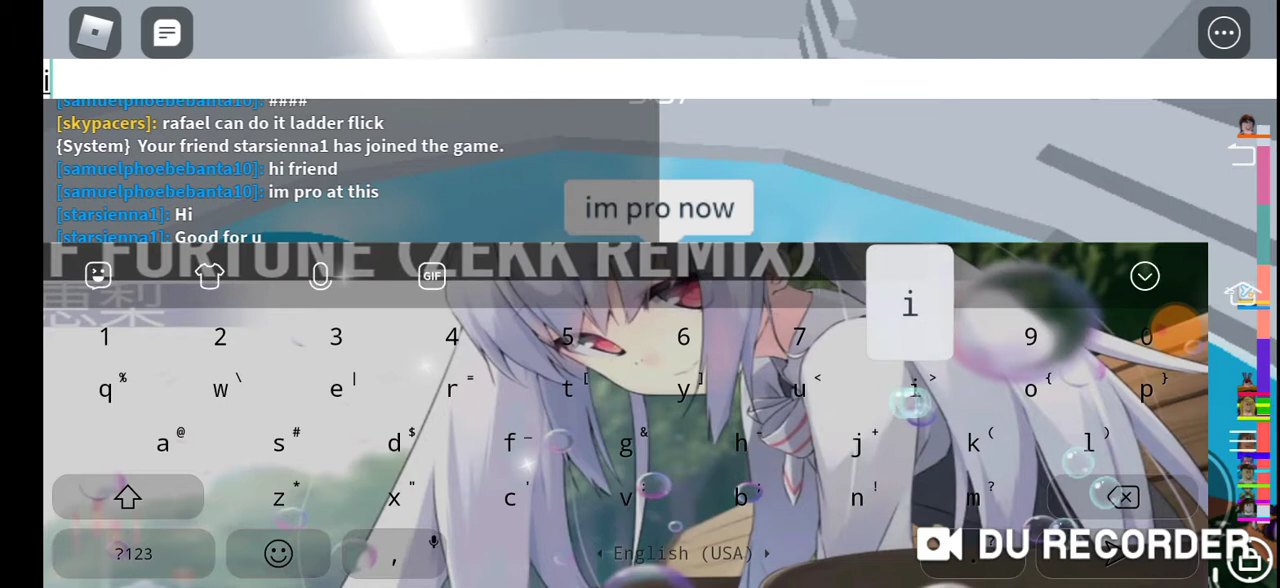 i
[samuelphoebebanta10]: ####
[skypacers]: rafael can do it ladder flick
{System} Your friend starsienna1 has joined the game.
[samuelphoebebanta10]: hi friend
[samuelphoebebanta10]: im pro at this
[starsienna1]: Hi
[starsienna1]: Good for u
im pro now
F FORTUNE (ZEKK REMIX)
GIF
i
1 2 3 4 5 6 7 9 0
q % w \ e | r = t [ y ] u < i > o { p }
a @ s # d $ f – g & h - j + k ( l )
z * x " c ' v : b ; n ! m ?
?123 , English (USA) .
DU RECORDER